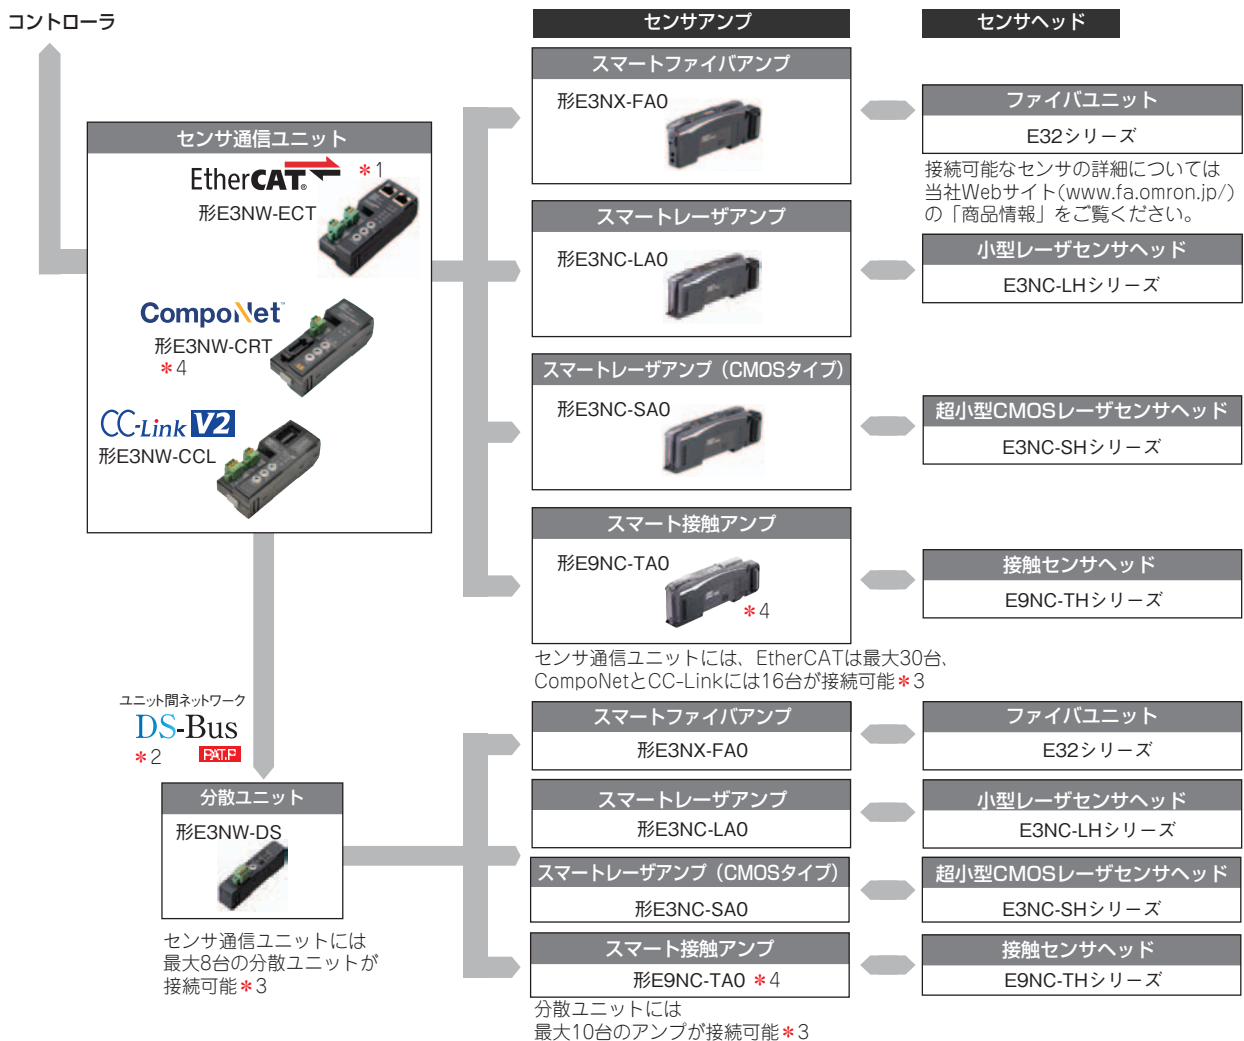 コントローラ
センサアンプ
センサヘッド
センサ通信ユニット
EtherCAT®
*1
形E3NW-ECT
CompoNet™
形E3NW-CRT
*4
CC-Link V2
形E3NW-CCL
スマートファイバアンプ
形E3NX-FA0
ファイバユニット
E32シリーズ
接続可能なセンサの詳細については
当社Webサイト(www.fa.omron.jp/)
の「商品情報」をご覧ください。
スマートレーザアンプ
形E3NC-LA0
小型レーザセンサヘッド
E3NC-LHシリーズ
スマートレーザアンプ（CMOSタイプ）
形E3NC-SA0
超小型CMOSレーザセンサヘッド
E3NC-SHシリーズ
スマート接触アンプ
形E9NC-TA0
*4
接触センサヘッド
E9NC-THシリーズ
センサ通信ユニットには、EtherCATは最大30台、
CompoNetとCC-Linkには16台が接続可能*3
ユニット間ネットワーク
DS-Bus
*2
PAT.P
分散ユニット
形E3NW-DS
センサ通信ユニットには
最大8台の分散ユニットが
接続可能*3
スマートファイバアンプ
形E3NX-FA0
ファイバユニット
E32シリーズ
スマートレーザアンプ
形E3NC-LA0
小型レーザセンサヘッド
E3NC-LHシリーズ
スマートレーザアンプ（CMOSタイプ）
形E3NC-SA0
超小型CMOSレーザセンサヘッド
E3NC-SHシリーズ
スマート接触アンプ
形E9NC-TA0 *4
接触センサヘッド
E9NC-THシリーズ
分散ユニットには
最大10台のアンプが接続可能*3